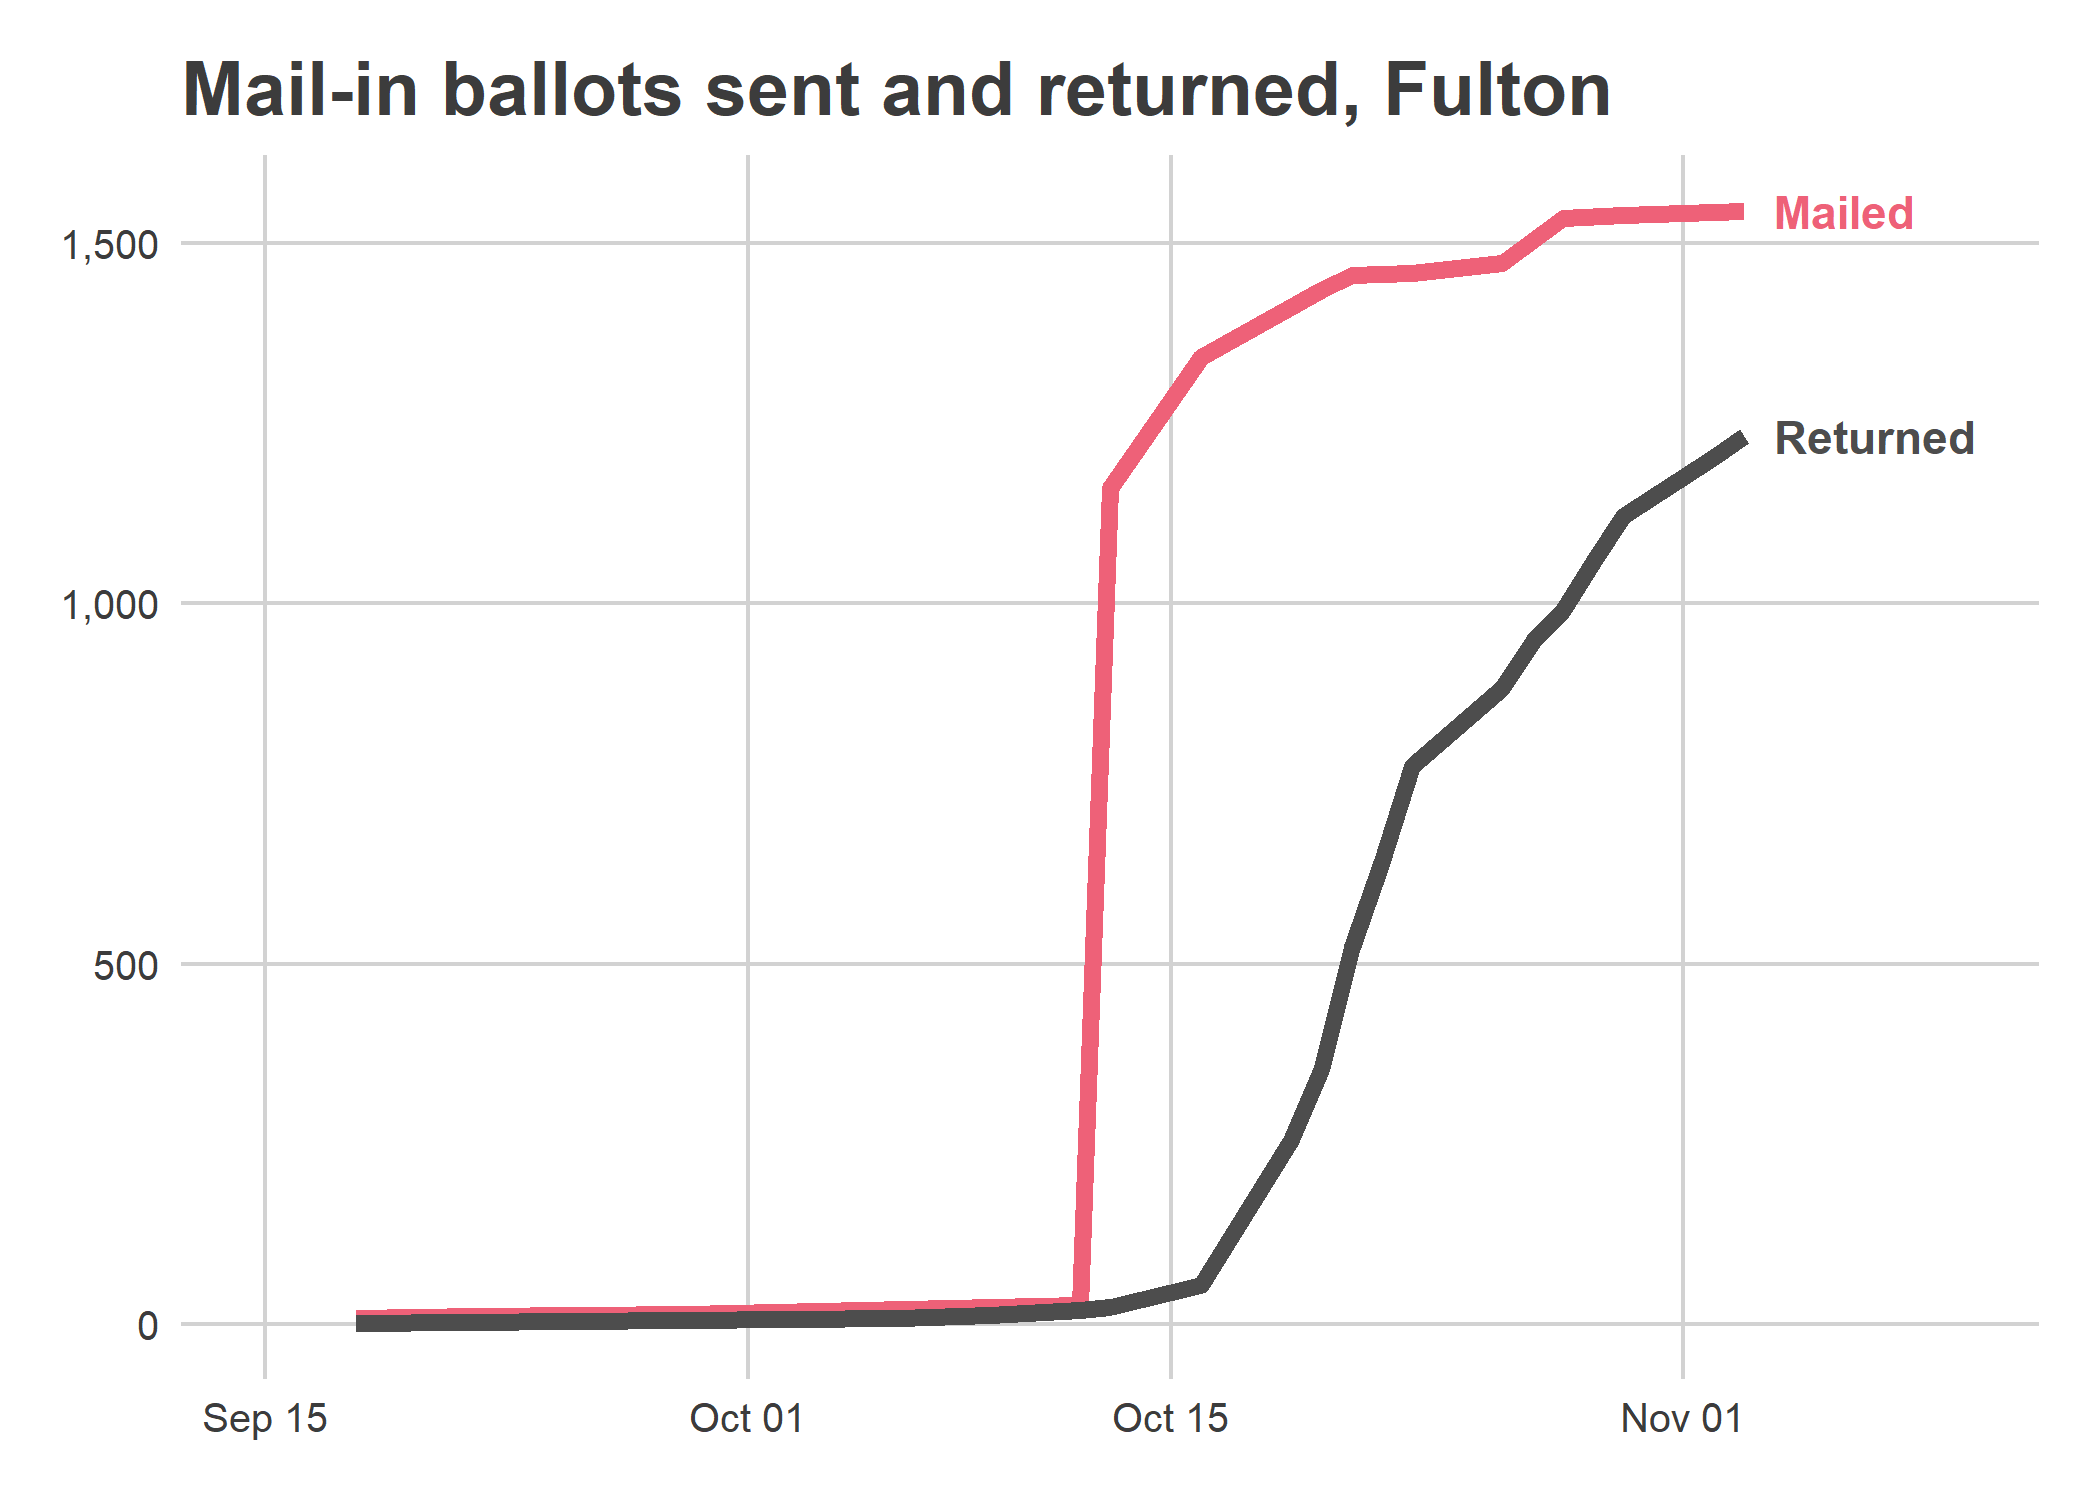 Mail-in ballots sent and returned, Fulton
Mailed
1,500
Returned
1,000
500
0
Sep 15
Oct 01
Oct 15
Nov 01